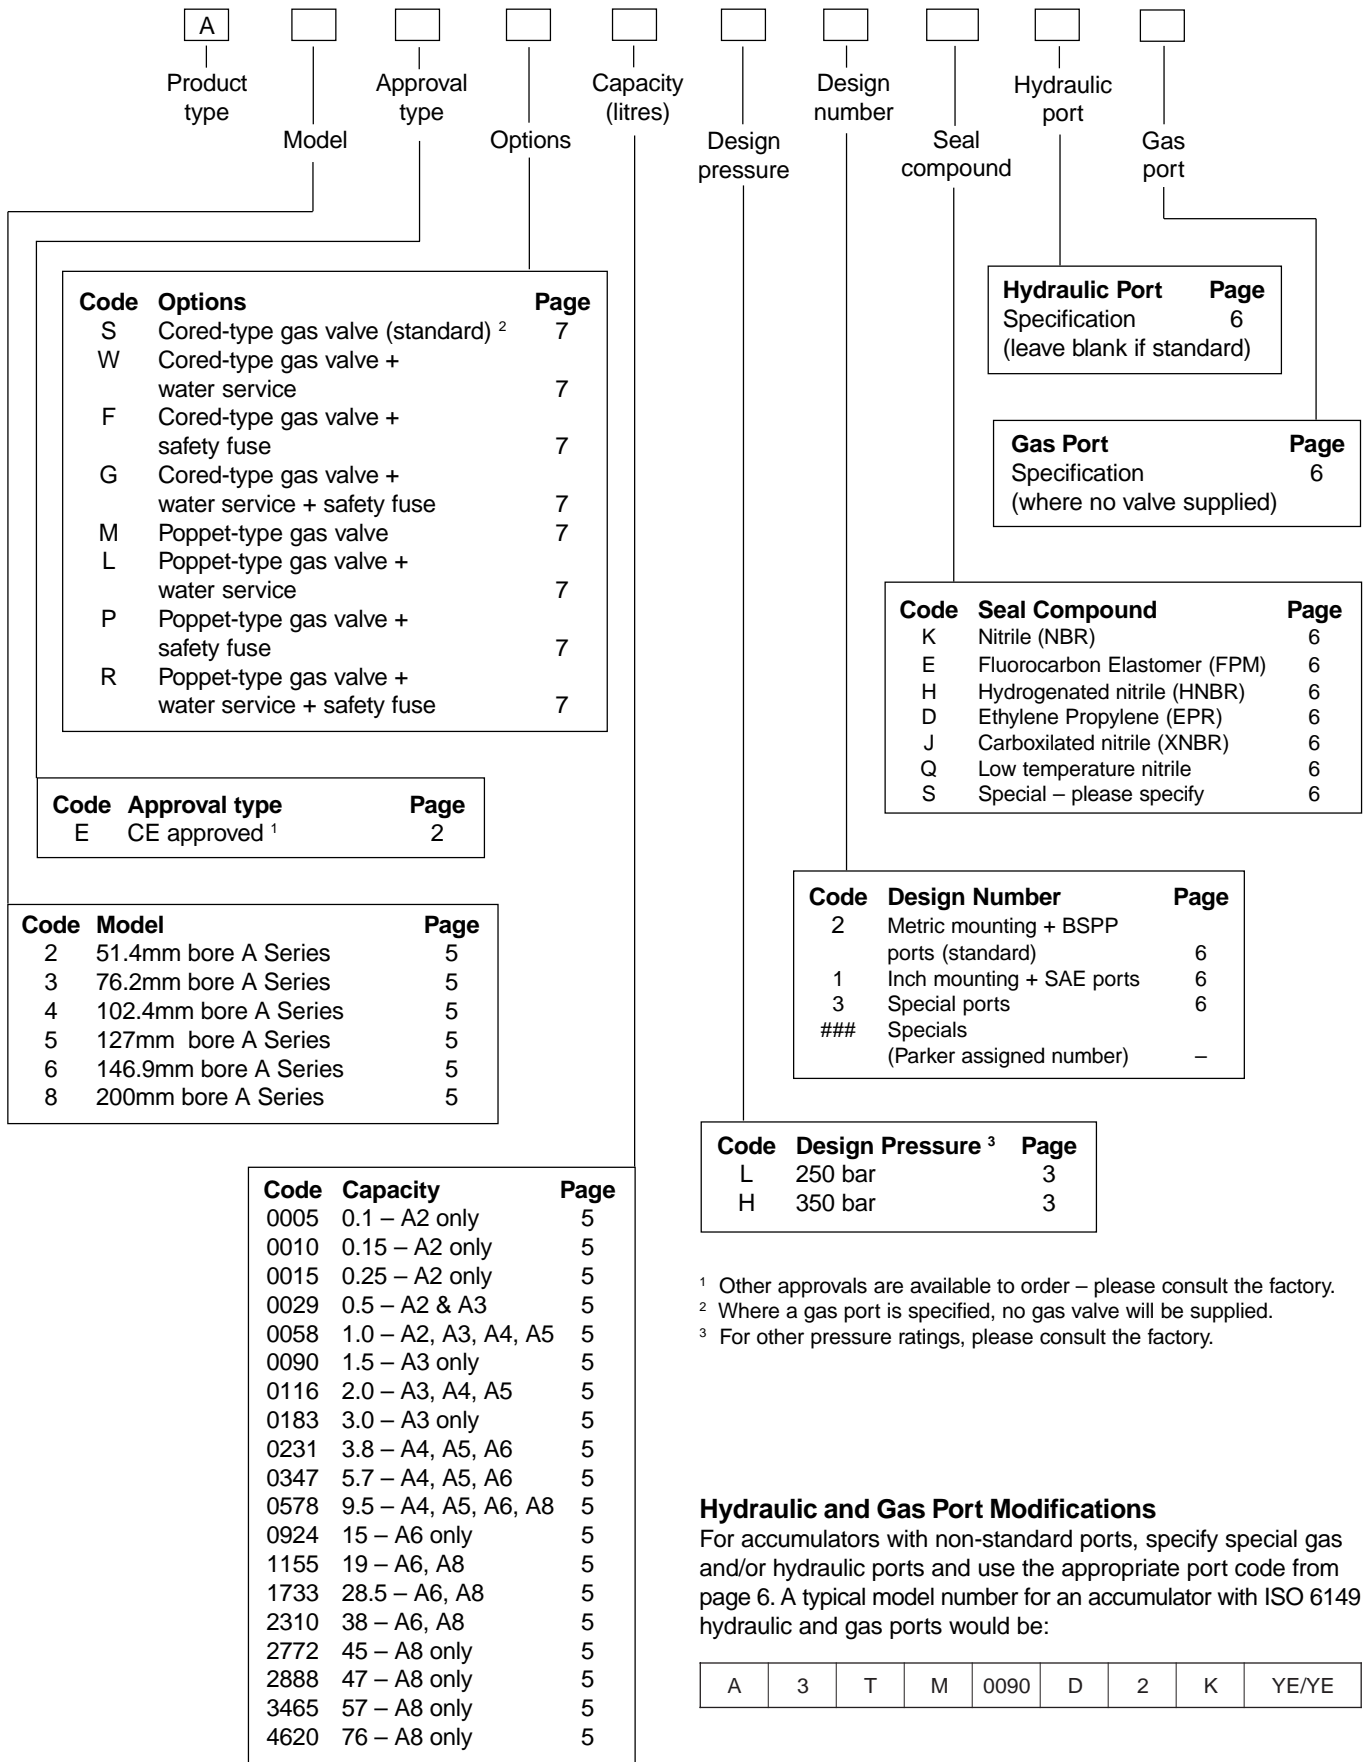 A
Product
type
Model
Approval
type
Options
Capacity
(litres)
Design
pressure
Design
number
Seal
compound
Hydraulic
port
Gas
port
Code Options Page
S Cored-type gas valve (standard) ² 7
W Cored-type gas valve +
water service 7
F Cored-type gas valve +
safety fuse 7
G Cored-type gas valve +
water service + safety fuse 7
M Poppet-type gas valve 7
L Poppet-type gas valve +
water service 7
P Poppet-type gas valve +
safety fuse 7
R Poppet-type gas valve +
water service + safety fuse 7
Hydraulic Port Page
Specification 6
(leave blank if standard)
Gas Port Page
Specification 6
(where no valve supplied)
Code Seal Compound Page
K Nitrile (NBR) 6
E Fluorocarbon Elastomer (FPM) 6
H Hydrogenated nitrile (HNBR) 6
D Ethylene Propylene (EPR) 6
J Carboxilated nitrile (XNBR) 6
Q Low temperature nitrile 6
S Special – please specify 6
Code Approval type Page
E CE approved ¹ 2
Code Design Number Page
2 Metric mounting + BSPP
ports (standard) 6
1 Inch mounting + SAE ports 6
3 Special ports 6
### Specials
(Parker assigned number) –
Code Model Page
2 51.4mm bore A Series 5
3 76.2mm bore A Series 5
4 102.4mm bore A Series 5
5 127mm bore A Series 5
6 146.9mm bore A Series 5
8 200mm bore A Series 5
Code Design Pressure ³ Page
L 250 bar 3
H 350 bar 3
Code Capacity Page
0005 0.1 – A2 only 5
0010 0.15 – A2 only 5
0015 0.25 – A2 only 5
0029 0.5 – A2 & A3 5
0058 1.0 – A2, A3, A4, A5 5
0090 1.5 – A3 only 5
0116 2.0 – A3, A4, A5 5
0183 3.0 – A3 only 5
0231 3.8 – A4, A5, A6 5
0347 5.7 – A4, A5, A6 5
0578 9.5 – A4, A5, A6, A8 5
0924 15 – A6 only 5
1155 19 – A6, A8 5
1733 28.5 – A6, A8 5
2310 38 – A6, A8 5
2772 45 – A8 only 5
2888 47 – A8 only 5
3465 57 – A8 only 5
4620 76 – A8 only 5
¹ Other approvals are available to order – please consult the factory.
² Where a gas port is specified, no gas valve will be supplied.
³ For other pressure ratings, please consult the factory.
Hydraulic and Gas Port Modifications
For accumulators with non-standard ports, specify special gas
and/or hydraulic ports and use the appropriate port code from
page 6. A typical model number for an accumulator with ISO 6149
hydraulic and gas ports would be:
A 3 T M 0090 D 2 K YE/YE